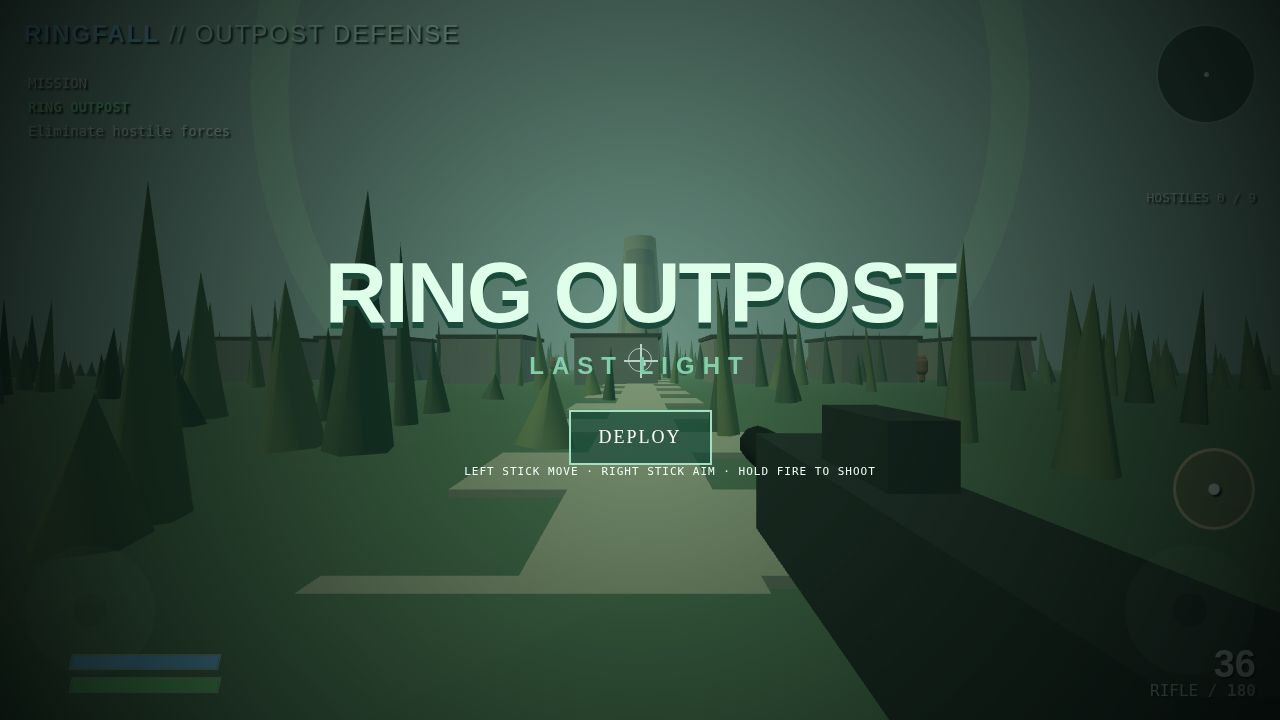 RINGFALL // OUTPOST DEFENSE
MISSION
RING OUTPOST
Eliminate hostile forces
HOSTILES 0 / 9
RING OUTPOST
LAST LIGHT
DEPLOY
LEFT STICK MOVE · RIGHT STICK AIM · HOLD FIRE TO SHOOT
36
RIFLE / 180